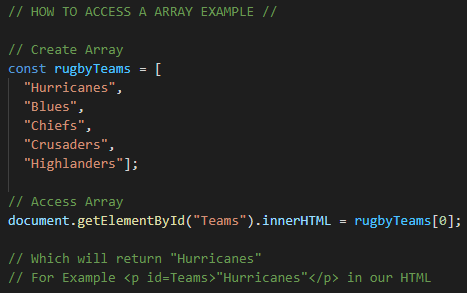 // HOW TO ACCESS A ARRAY EXAMPLE //
// Create Array
const rugbyTeams = [
"Hurricanes",
"Blues",
"Chiefs",
"Crusaders",
"Highlanders"];
// Access Array
document.getElementById("Teams").innerHTML = rugbyTeams[0];
// Which will return "Hurricanes"
// For Example <p id=Teams>"Hurricanes"</p> in our HTML